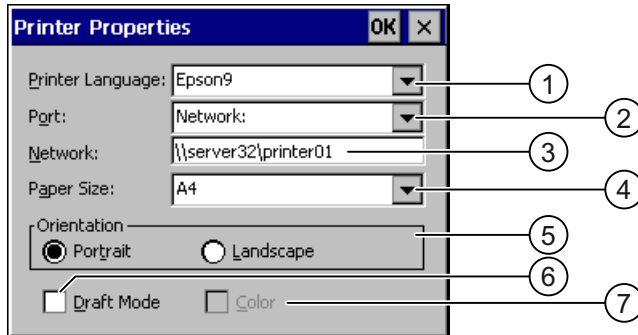 Printer Properties OK ×
Printer Language: Epson9 1
Port: Network: 2
Network: \\server32\printer01 3
Paper Size: A4 4
Orientation 5
Portrait Landscape
6
Draft Mode Color 7